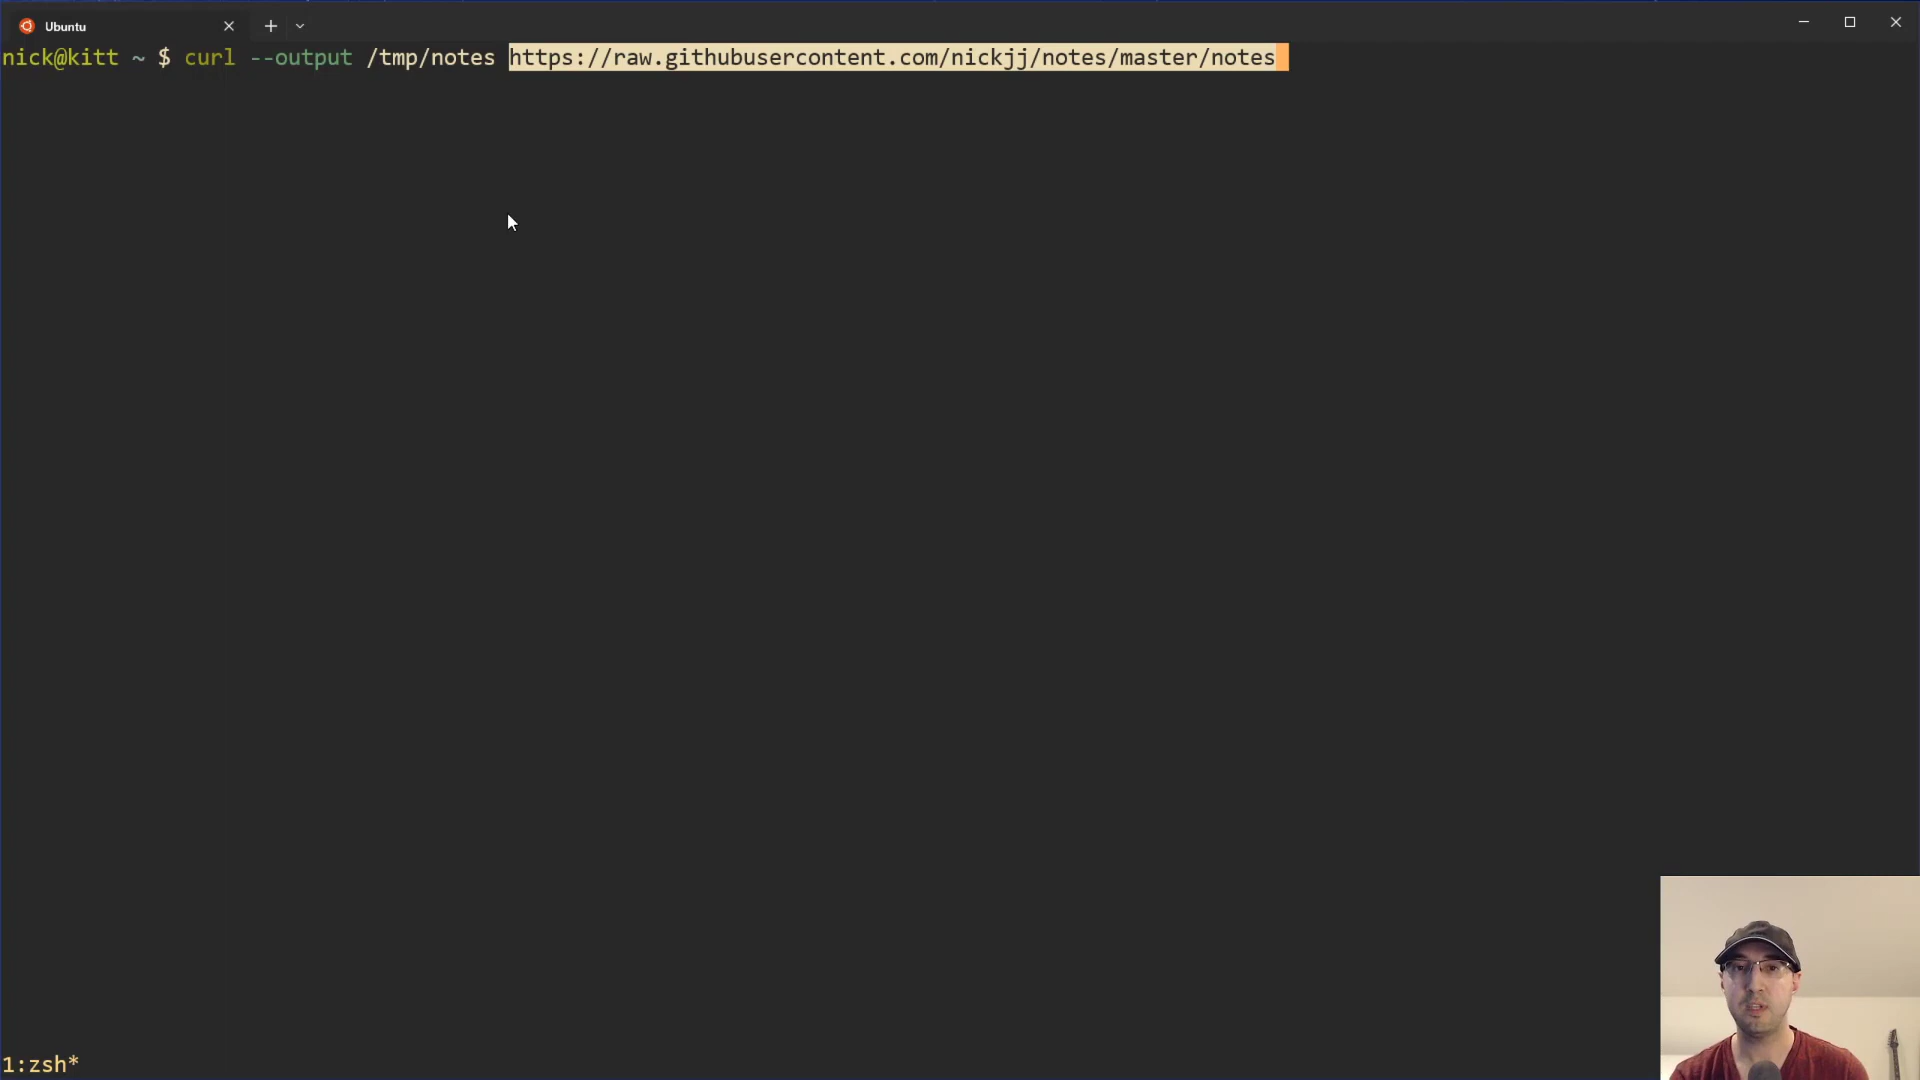 Ubuntu
nick@kitt ~ $ curl --output /tmp/notes https://raw.githubusercontent.com/nickjj/notes/master/notes
1:zsh*